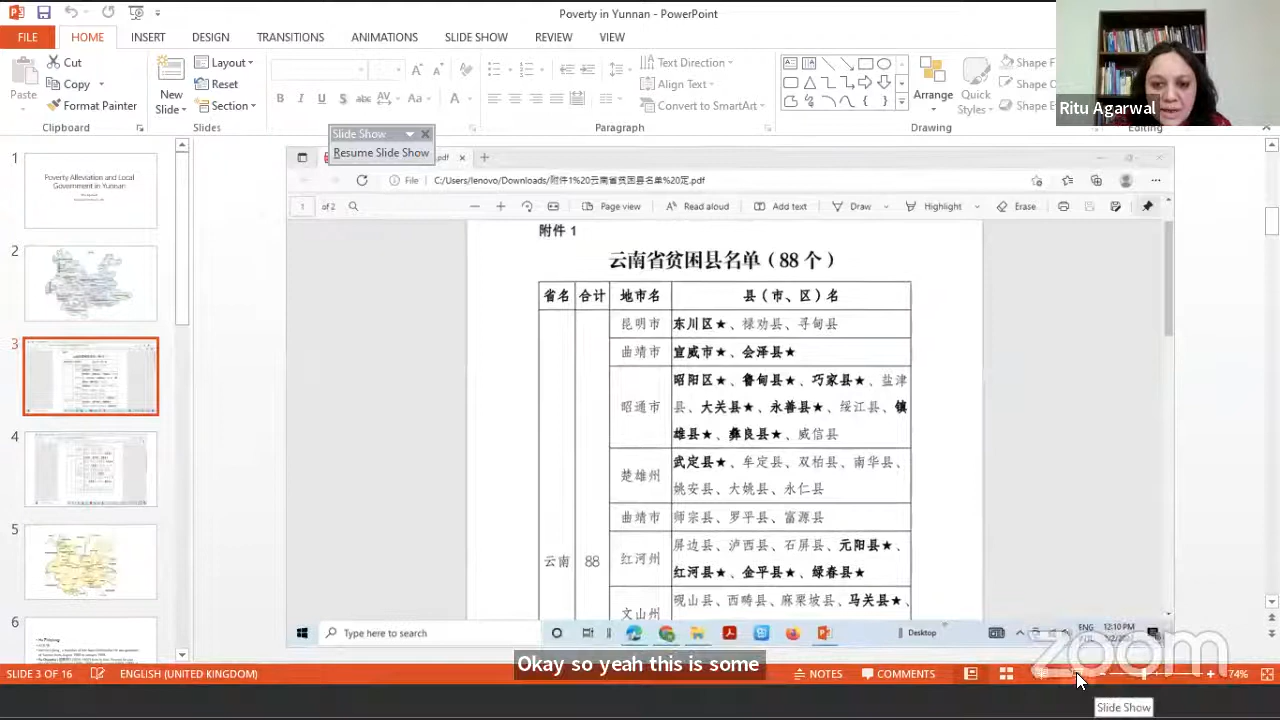 Poverty in Yunnan - PowerPoint
FILE
HOME
INSERT
DESIGN
TRANSITIONS
ANIMATIONS
SLIDE SHOW
REVIEW
VIEW
Paste
Cut
Copy
Format Painter
Clipboard
New
Slide
Layout
Reset
Section
Slides
Paragraph
Text Direction
Align Text
Convert to SmartArt
Arrange
Quick
Styles
Drawing
Shape F
Shape O
Shape E
Editing
Ritu Agarwal
Slide Show
Resume Slide Show
1
Poverty Alleviation and Local
Government in Yunnan
2
3
4
5
6
.pdf
File C:/Users/lenovo/Downloads/附件1%20云南省贫困县名单%20定.pdf
1 of 2
Page view
Read aloud
Add text
Draw
Highlight
Erase
附件 1
云南省贫困县名单（88 个）
省名 合计 地市名 县（市、区）名
昆明市 东川区★、禄劝县、寻甸县
曲靖市 宣威市★、会泽县★
昭阳区★、鲁甸县★、巧家县★、盐津
昭通市 县、大关县★、永善县★、绥江县、镇
雄县★、彝良县★、威信县
楚雄州 武定县★、牟定县、双柏县、南华县、
姚安县、大姚县、永仁县
曲靖市 师宗县、罗平县、富源县
云南 88 红河州 屏边县、泸西县、石屏县、元阳县★、
红河县★、金平县★、绿春县★
文山州 砚山县、西畴县、麻栗坡县、马关县★、
Type here to search
Desktop
ENG
12:10 PM
zoom
Okay so yeah this is some
SLIDE 3 OF 16
ENGLISH (UNITED KINGDOM)
NOTES
COMMENTS
74%
Slide Show